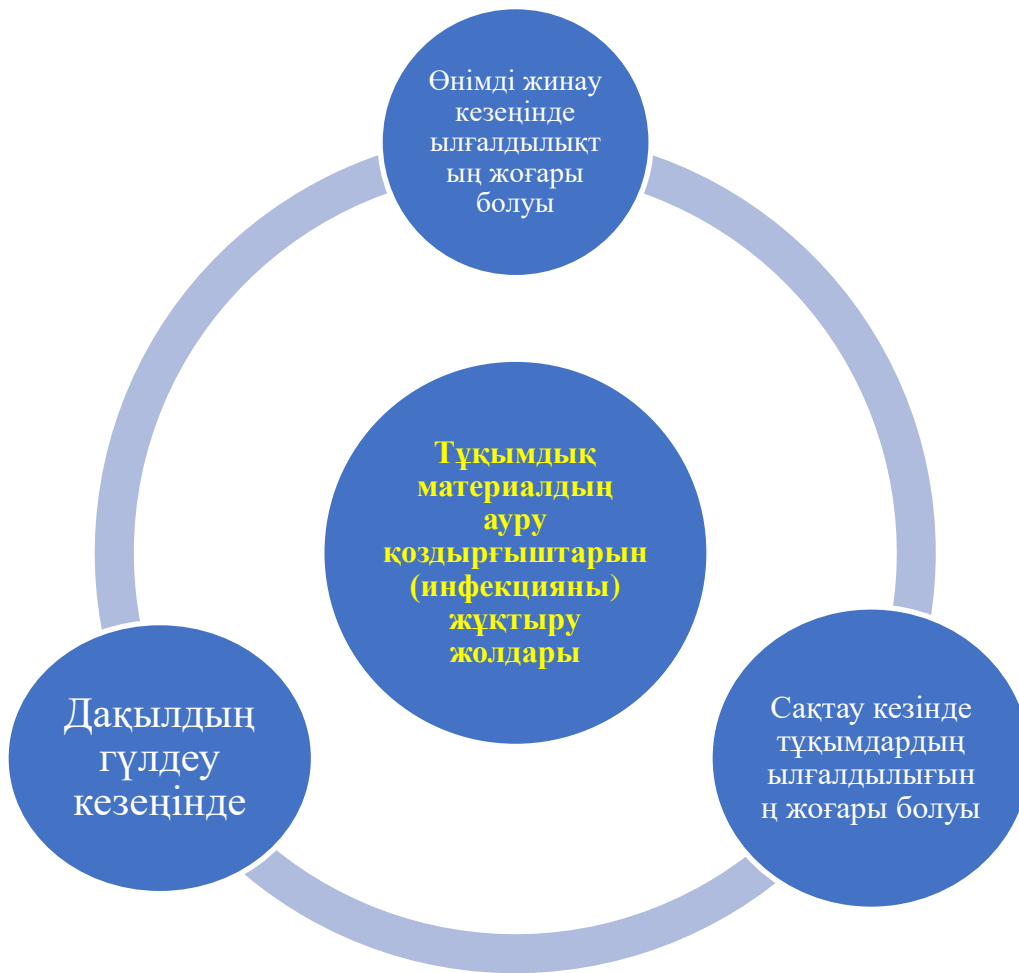 Өнімді жинау
кезеңінде
ылғалдылықт
ың жоғары
болуы
Тұқымдық
материалдың
ауру
қоздырғыштарын
(инфекцияны)
жұқтыру
жолдары
Дақылдың
гүлдеу
кезеңінде
Сақтау кезінде
тұқымдардың
ылғалдылығын
ң жоғары болуы